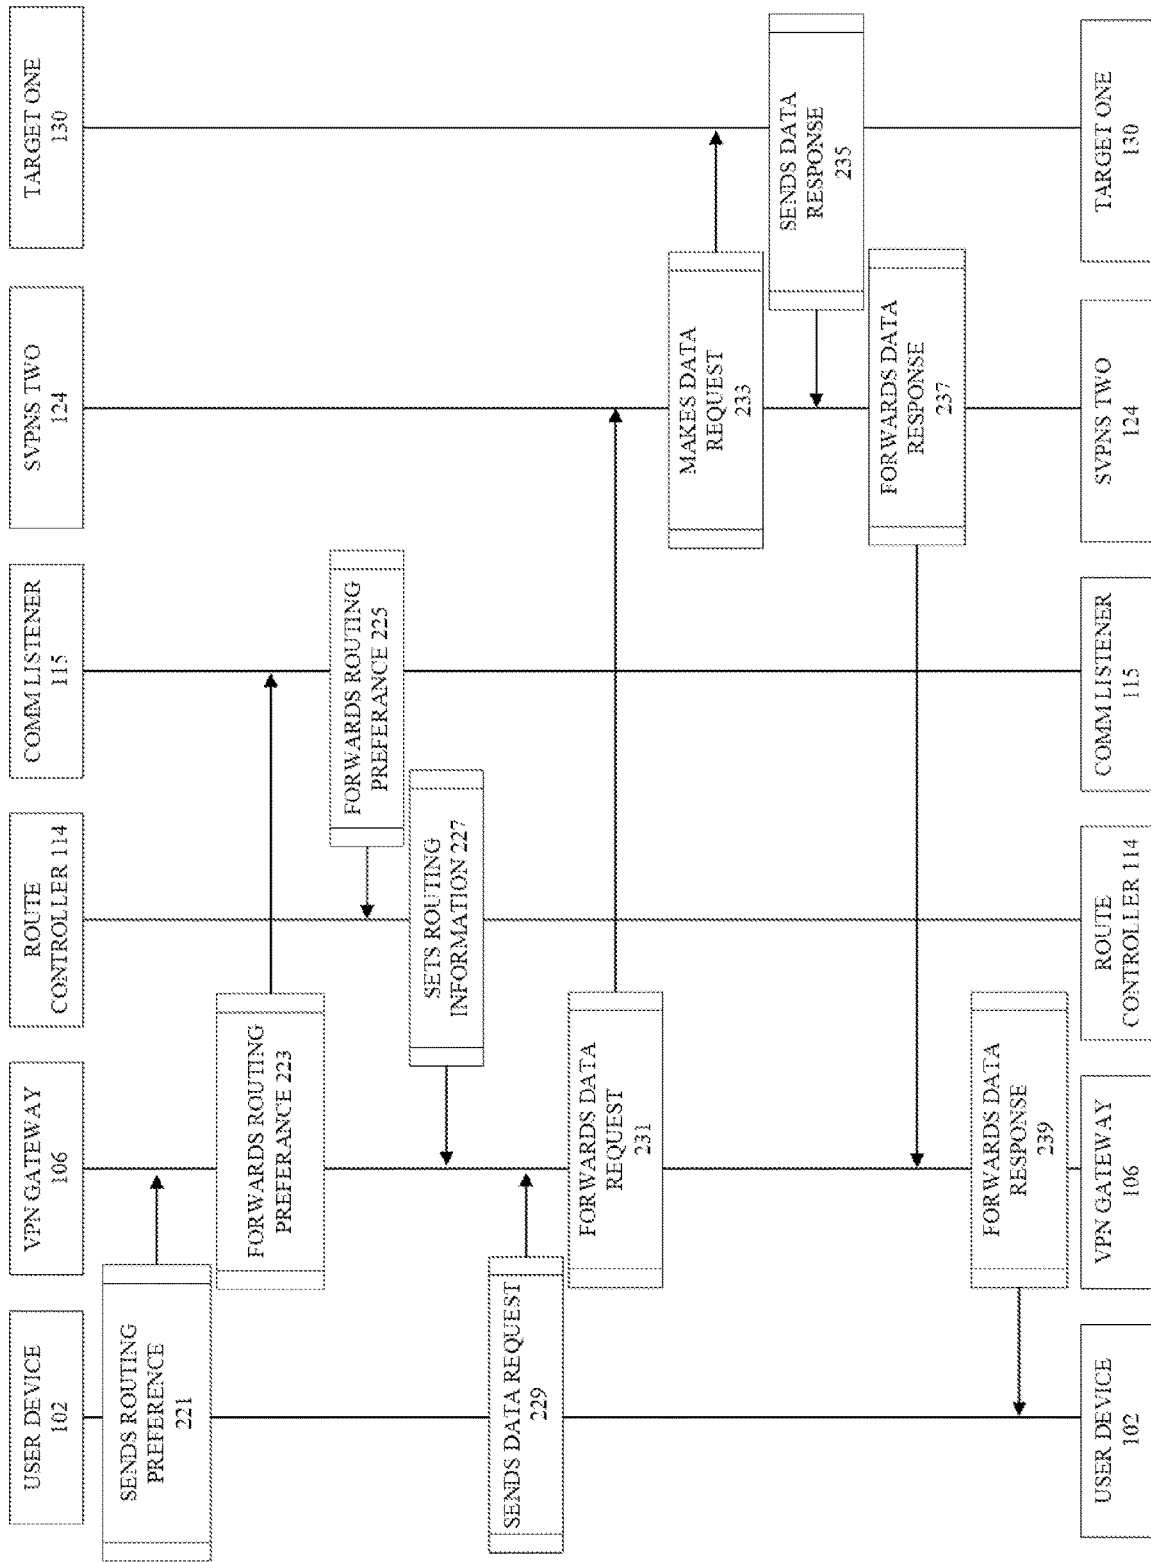 USER DEVICE
102
VPN GATEWAY
106
ROUTE
CONTROLLER 114
COMM LISTENER
115
SVPNS TWO
124
TARGET ONE
130
SENDS ROUTING
PREFERENCE
221
FORWARDS ROUTING
PREFERANCE 223
FORWARDS ROUTING
PREFERANCE 225
SETS ROUTING
INFORMATION 227
SENDS DATA REQUEST
229
FORWARDS DATA
REQUEST
231
MAKES DATA
REQUEST
233
SENDS DATA
RESPONSE
235
FORWARDS DATA
RESPONSE
237
FORWARDS DATA
RESPONSE
239
USER DEVICE
102
VPN GATEWAY
106
ROUTE
CONTROLLER 114
COMM LISTENER
115
SVPNS TWO
124
TARGET ONE
130